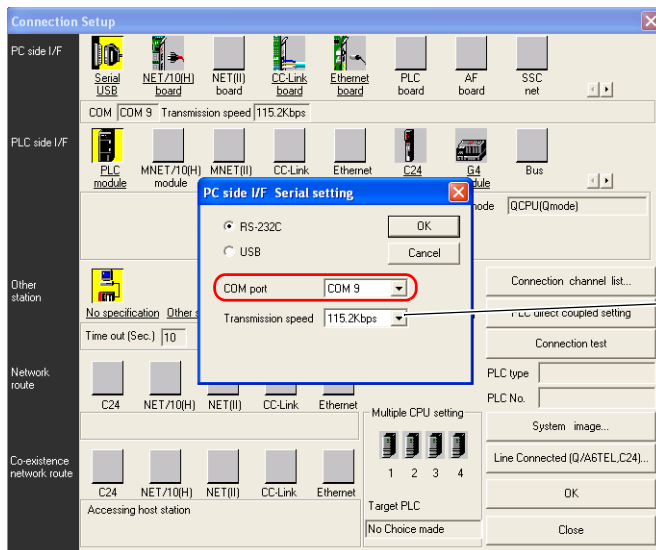 Connection Setup
PC side I/F
Serial USB
NET/10(H) board
NET(II) board
CC-Link board
Ethernet board
PLC board
AF board
SSC net
COM COM 9 Transmission speed 115.2Kbps
PLC side I/F
PLC module
MNET/10(H) module
MNET(II)
CC-Link
Ethernet
C24
G4
Bus
dule
ode QCPU(Qmode)
PC side I/F Serial setting
RS-232C
OK
USB
Cancel
COM port COM 9
Transmission speed 115.2Kbps
Other station
No specification Other s
Time out (Sec.) 10
Connection channel list...
PLC direct coupled setting
Connection test
PLC type
PLC No.
Network route
C24 NET/10(H) NET(II) CC-Link Ethernet
Multiple CPU setting
1 2 3 4
Target PLC
No Choice made
System image...
Line Connected (Q/A6TEL,C24)...
OK
Close
Co-existence network route
C24 NET/10(H) NET(II) CC-Link Ethernet
Accessing host station